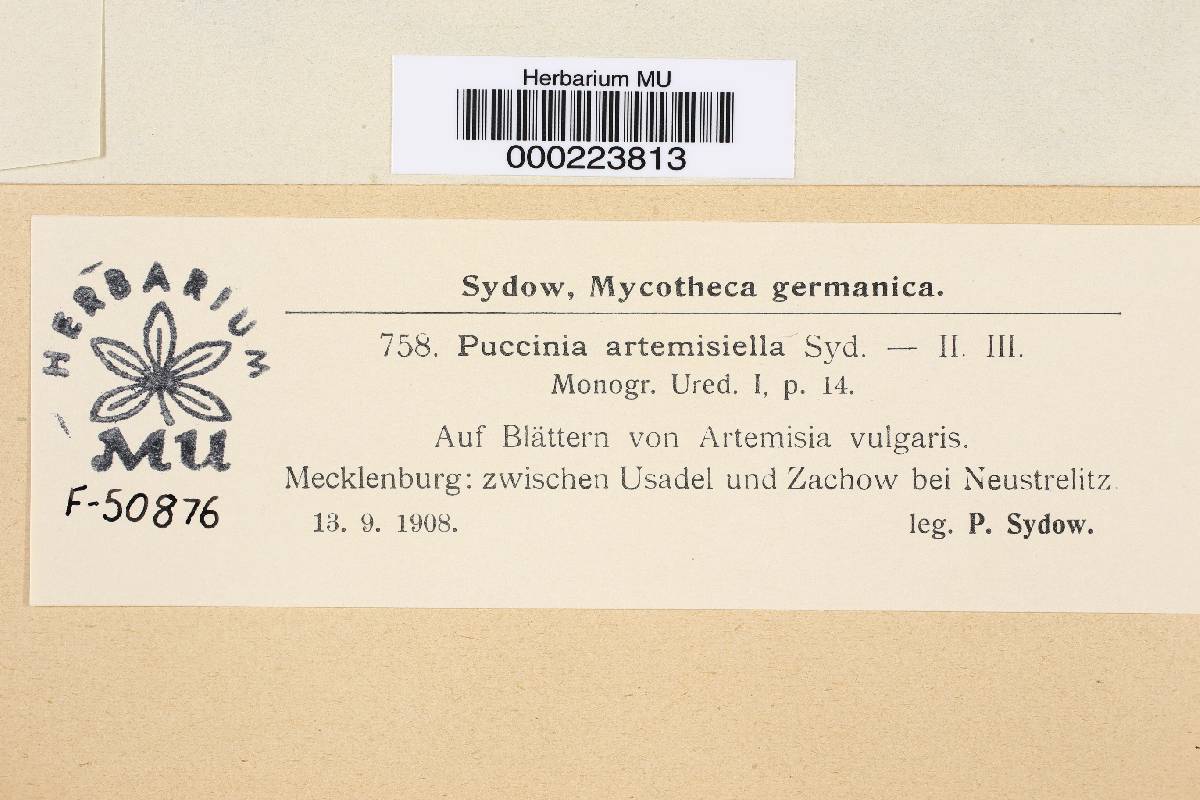 Herbarium MU
000223813
HERBARIUM
MU
F-50876
Sydow, Mycotheca germanica.
758. Puccinia artemisiella Syd. — II. III.
Monogr. Ured. I, p. 14.
Auf Blättern von Artemisia vulgaris.
Mecklenburg: zwischen Usadel und Zachow bei Neustrelitz.
13. 9. 1908. leg. P. Sydow.